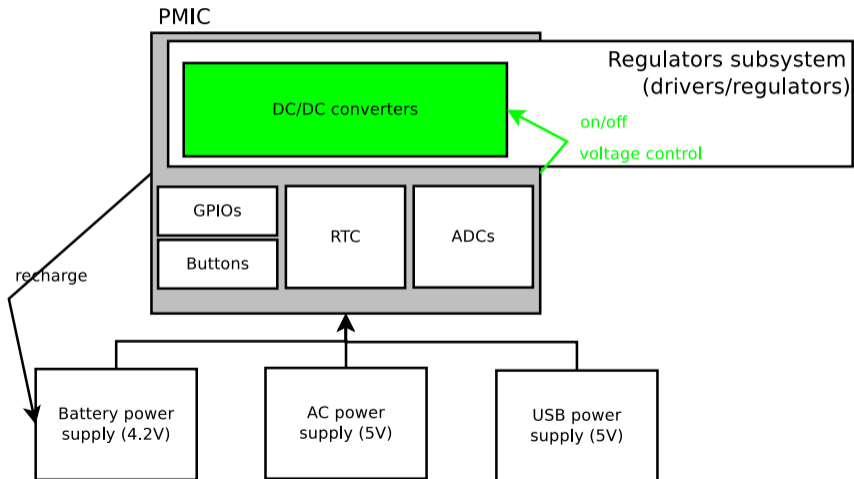 PMIC
Regulators subsystem
(drivers/regulators)
DC/DC converters
on/off
voltage control
GPIOs
RTC
ADCs
Buttons
recharge
Battery power
supply (4.2V)
AC power
supply (5V)
USB power
supply (5V)